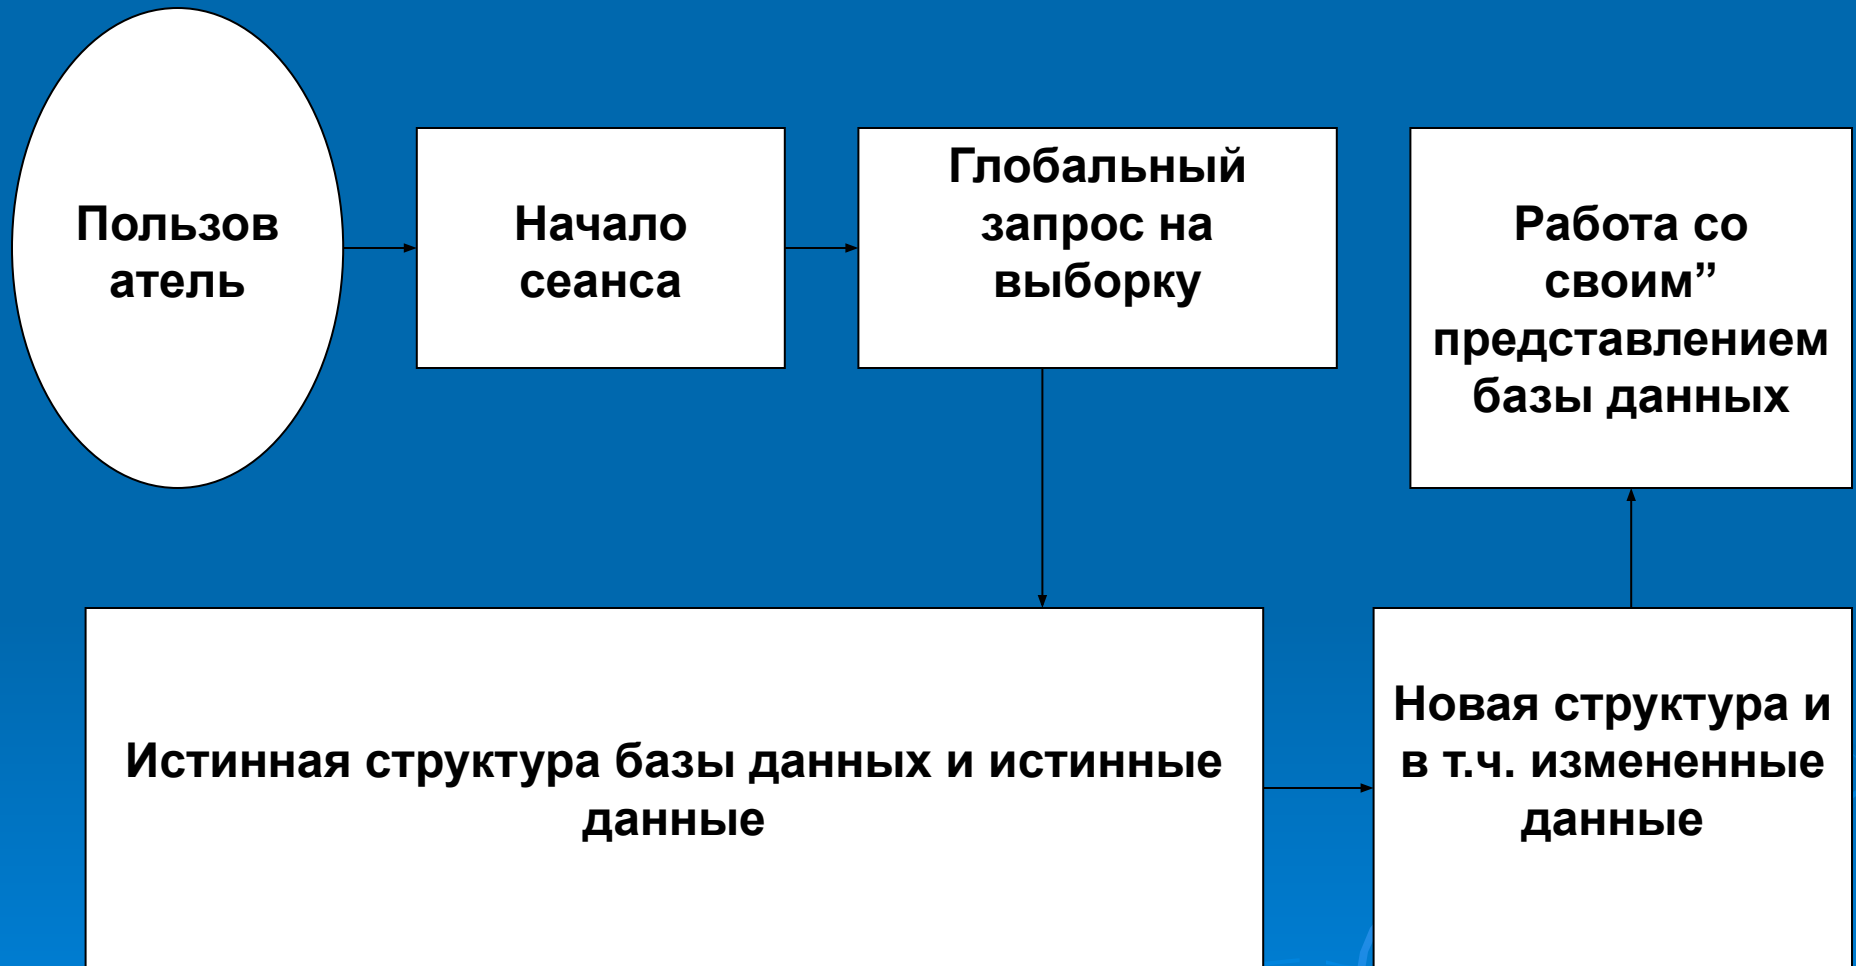 Пользов
атель
Начало
сеанса
Глобальный
запрос на
выборку
Работа со
своим”
представлением
базы данных
Истинная структура базы данных и истинные
данные
Новая структура и
в т.ч. измененные
данные